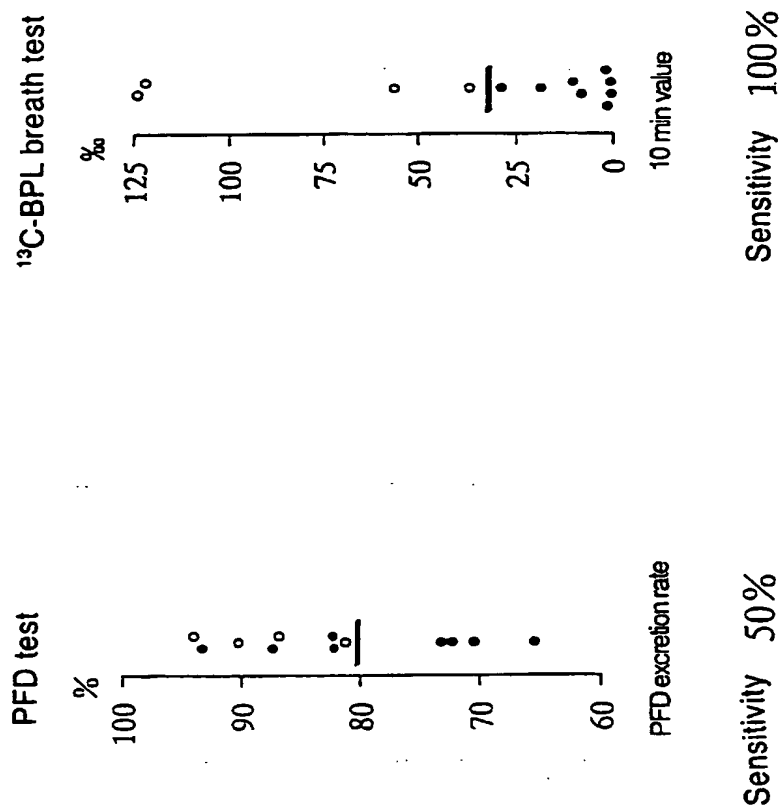 PFD test
%
100
90
80
70
60
PFD excretion rate
Sensitivity 50%
¹³C-BPL breath test
‰
125
100
75
50
25
0
10 min value
Sensitivity 100%